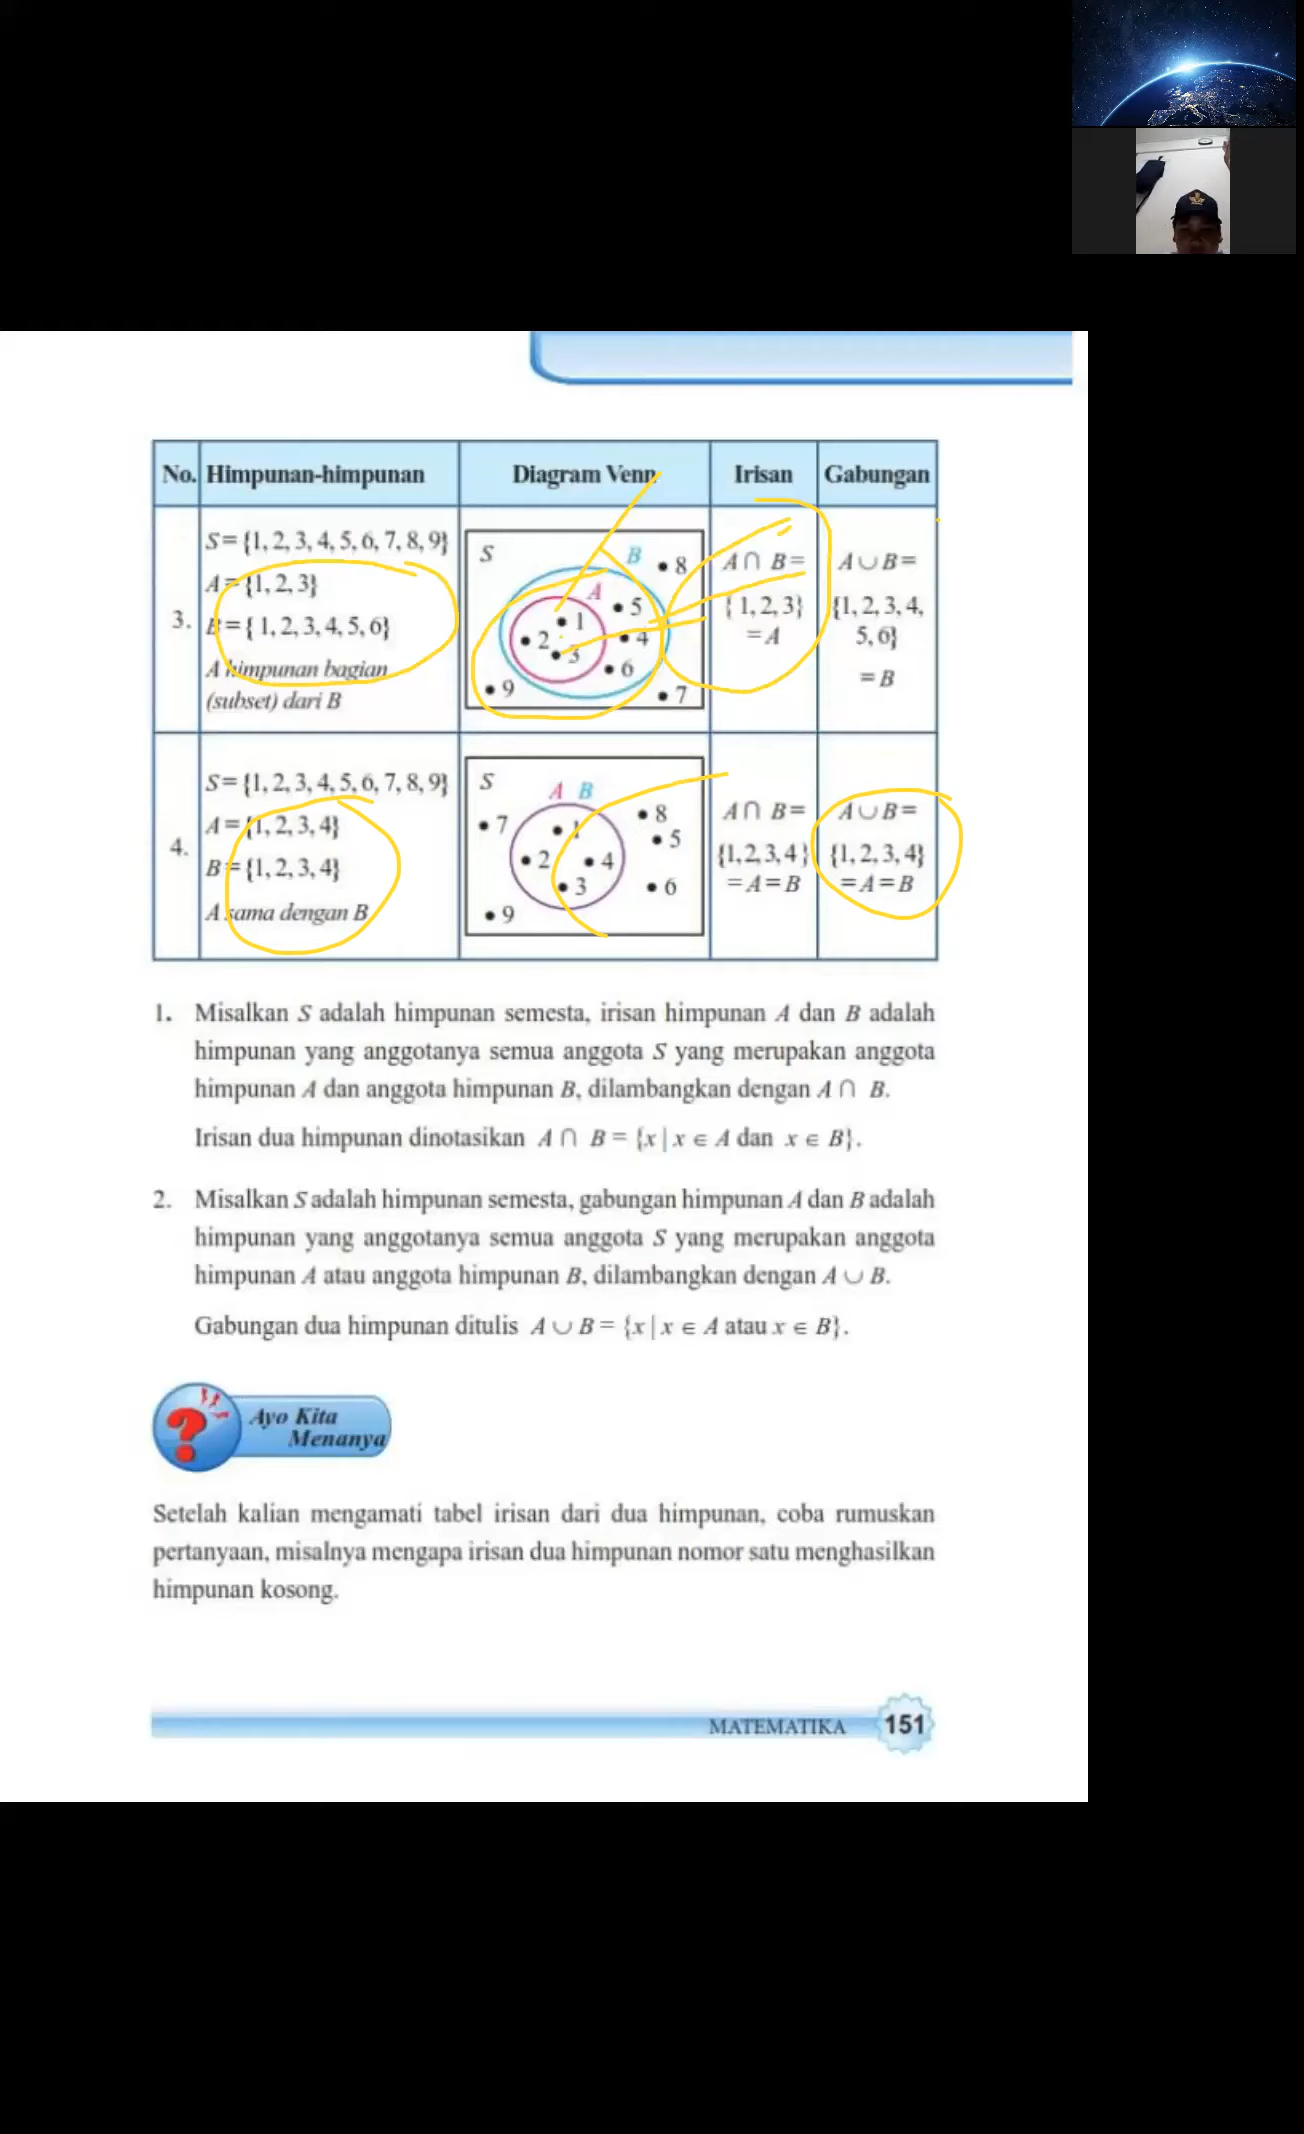 No. Himpunan-himpunan Diagram Venn Irisan Gabungan
3.
S = {1, 2, 3, 4, 5, 6, 7, 8, 9}
A = {1, 2, 3}
B = { 1, 2, 3, 4, 5, 6}
A himpunan bagian
(subset) dari B
S
B
A
8
5
1
2
4
3
6
9
7
A ∩ B =
{ 1, 2, 3}
= A
A ∪ B =
{1, 2, 3, 4,
5, 6}
= B
4.
S = {1, 2, 3, 4, 5, 6, 7, 8, 9}
A = {1, 2, 3, 4}
B = {1, 2, 3, 4}
A sama dengan B
S
A B
8
7
1
5
2
4
3
6
9
A ∩ B =
{1,2,3,4 }
= A = B
A ∪ B =
{1, 2, 3, 4}
= A = B
1. Misalkan S adalah himpunan semesta, irisan himpunan A dan B adalah
himpunan yang anggotanya semua anggota S yang merupakan anggota
himpunan A dan anggota himpunan B, dilambangkan dengan A ∩ B.
Irisan dua himpunan dinotasikan A ∩ B = {x | x ∈ A dan x ∈ B}.
2. Misalkan S adalah himpunan semesta, gabungan himpunan A dan B adalah
himpunan yang anggotanya semua anggota S yang merupakan anggota
himpunan A atau anggota himpunan B, dilambangkan dengan A ∪ B.
Gabungan dua himpunan ditulis A ∪ B = {x | x ∈ A atau x ∈ B}.
?
Ayo Kita
Menanya
Setelah kalian mengamati tabel irisan dari dua himpunan, coba rumuskan
pertanyaan, misalnya mengapa irisan dua himpunan nomor satu menghasilkan
himpunan kosong.
MATEMATIKA 151